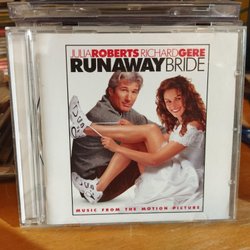 JULIA ROBERTS RICHARD GERE
RUNAWAY BRIDE
MUSIC FROM THE MOTION PICTURE